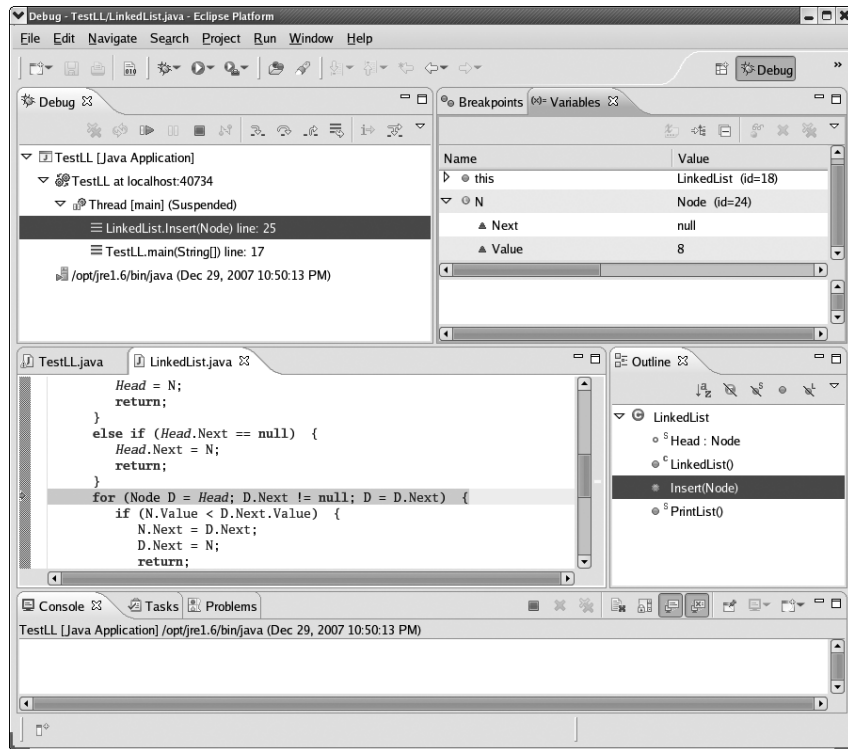 Debug - TestLL/LinkedList.java - Eclipse Platform
File Edit Navigate Search Project Run Window Help
Debug
»
Debug
TestLL [Java Application]
TestLL at localhost:40734
Thread [main] (Suspended)
LinkedList.Insert(Node) line: 25
TestLL.main(String[]) line: 17
/opt/jre1.6/bin/java (Dec 29, 2007 10:50:13 PM)
Breakpoints (x)= Variables
Name Value
this LinkedList (id=18)
N Node (id=24)
Next null
Value 8
TestLL.java LinkedList.java
Head = N;
return;
}
else if (Head.Next == null) {
Head.Next = N;
return;
}
for (Node D = Head; D.Next != null; D = D.Next) {
if (N.Value < D.Next.Value) {
N.Next = D.Next;
D.Next = N;
return;
Outline
LinkedList
S Head : Node
C LinkedList()
Insert(Node)
S PrintList()
Console Tasks Problems
TestLL [Java Application] /opt/jre1.6/bin/java (Dec 29, 2007 10:50:13 PM)